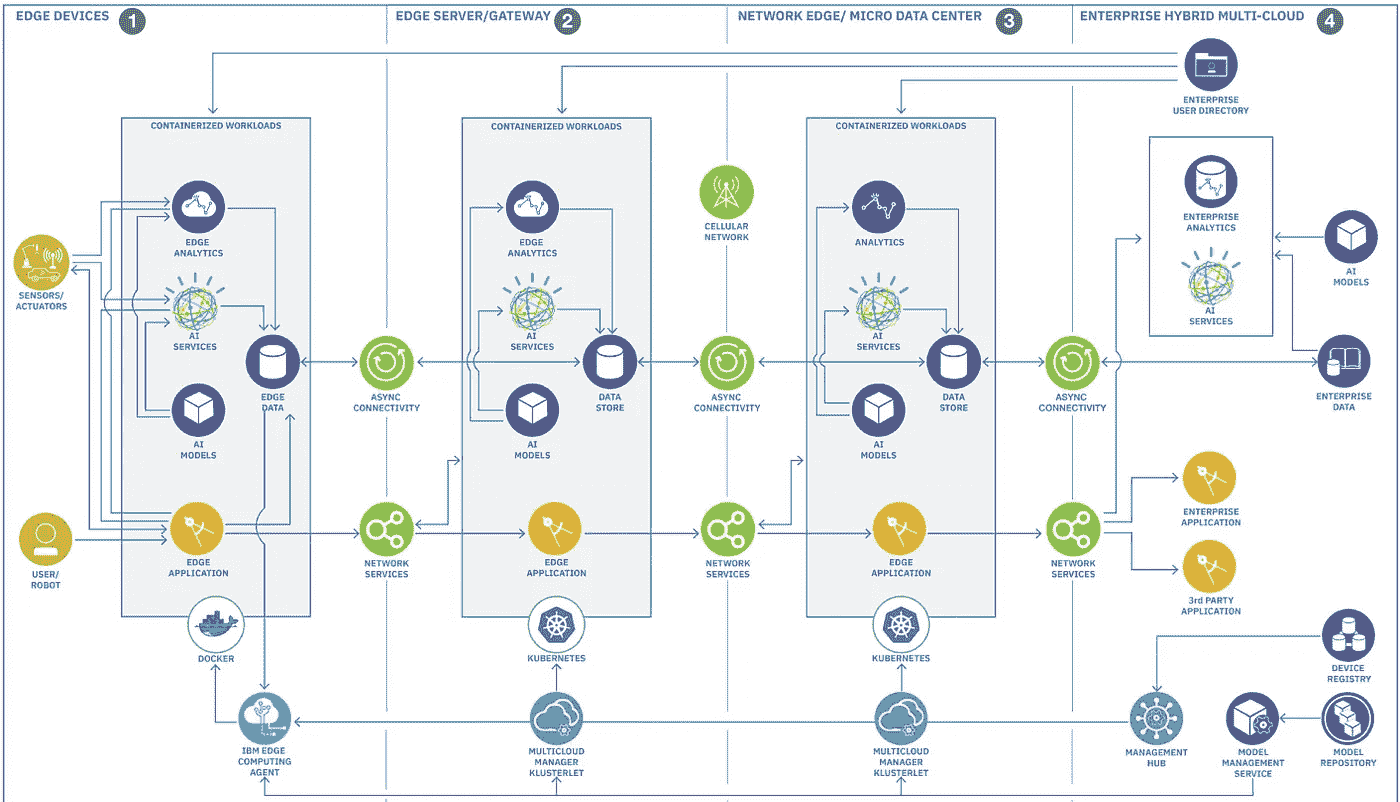 EDGE DEVICES 1
EDGE SERVER/GATEWAY 2
NETWORK EDGE/ MICRO DATA CENTER 3
ENTERPRISE HYBRID MULTI-CLOUD 4
ENTERPRISE
USER DIRECTORY
CONTAINERIZED WORKLOADS
CONTAINERIZED WORKLOADS
CONTAINERIZED WORKLOADS
EDGE
ANALYTICS
EDGE
ANALYTICS
CELLULAR
NETWORK
ANALYTICS
ENTERPRISE
ANALYTICS
SENSORS/
ACTUATORS
AI
SERVICES
AI
SERVICES
AI
SERVICES
AI
SERVICES
AI
MODELS
EDGE
DATA
ASYNC
CONNECTIVITY
DATA
STORE
ASYNC
CONNECTIVITY
DATA
STORE
ASYNC
CONNECTIVITY
ENTERPRISE
DATA
AI
MODELS
AI
MODELS
AI
MODELS
USER/
ROBOT
EDGE
APPLICATION
NETWORK
SERVICES
EDGE
APPLICATION
NETWORK
SERVICES
EDGE
APPLICATION
NETWORK
SERVICES
ENTERPRISE
APPLICATION
3rd PARTY
APPLICATION
DOCKER
KUBERNETES
KUBERNETES
DEVICE
REGISTRY
IBM EDGE
COMPUTING
AGENT
MULTICLOUD
MANAGER
KLUSTERLET
MULTICLOUD
MANAGER
KLUSTERLET
MANAGEMENT
HUB
MODEL
MANAGEMENT
SERVICE
MODEL
REPOSITORY